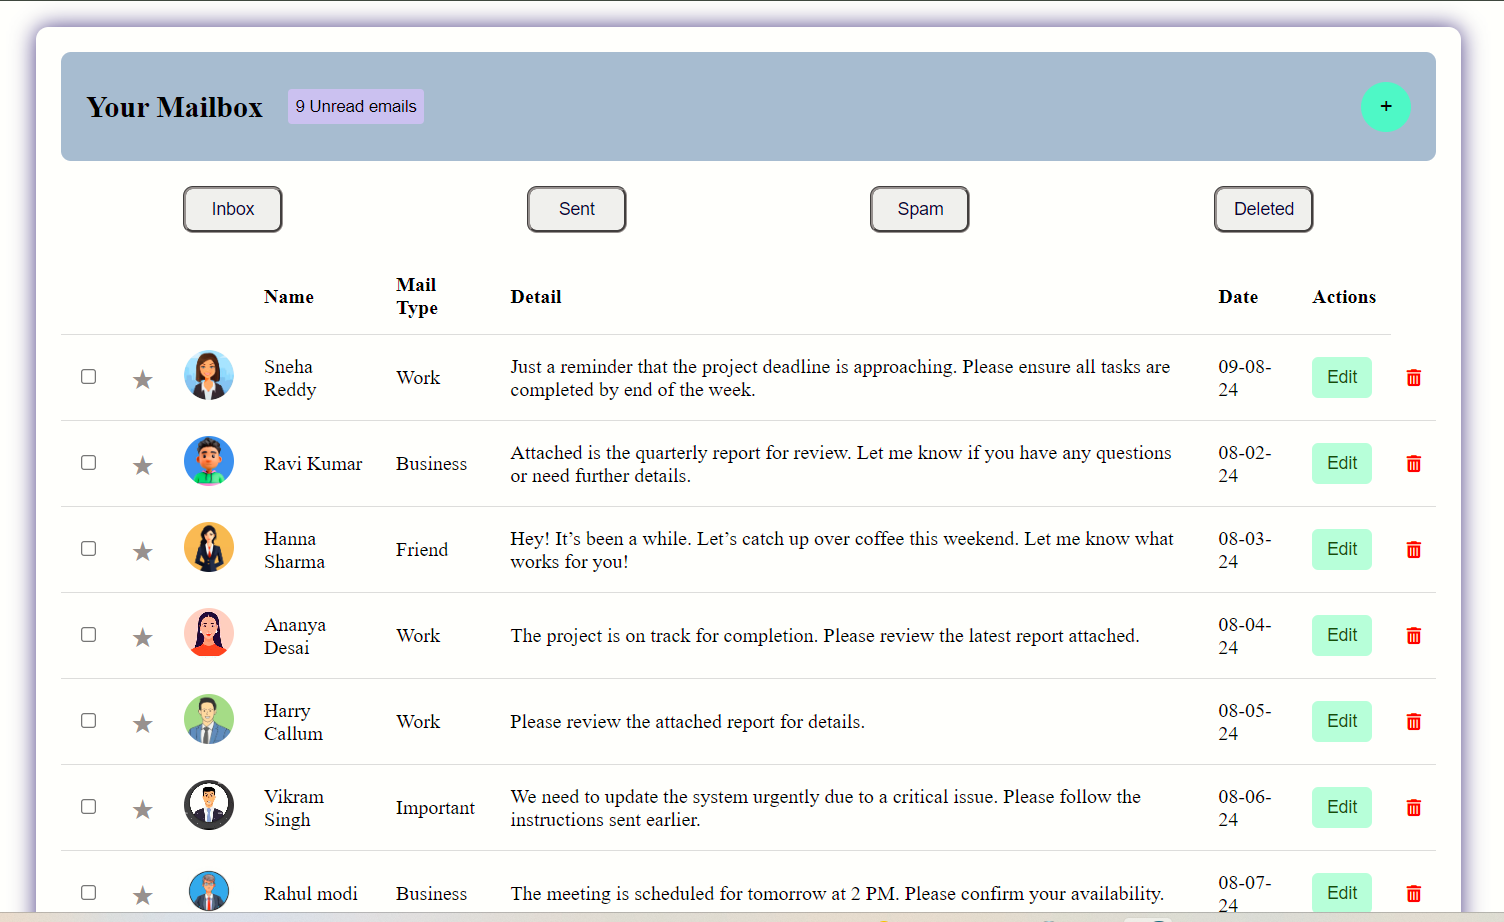 Your Mailbox 9 Unread emails +
Inbox Sent Spam Deleted
Name Mail Type Detail Date Actions
Sneha Reddy Work Just a reminder that the project deadline is approaching. Please ensure all tasks are
completed by end of the week. 09-08-24 Edit
Ravi Kumar Business Attached is the quarterly report for review. Let me know if you have any questions
or need further details. 08-02-24 Edit
Hanna Sharma Friend Hey! It’s been a while. Let’s catch up over coffee this weekend. Let me know what
works for you! 08-03-24 Edit
Ananya Desai Work The project is on track for completion. Please review the latest report attached. 08-04-24 Edit
Harry Callum Work Please review the attached report for details. 08-05-24 Edit
Vikram Singh Important We need to update the system urgently due to a critical issue. Please follow the
instructions sent earlier. 08-06-24 Edit
Rahul modi Business The meeting is scheduled for tomorrow at 2 PM. Please confirm your availability. 08-07-24 Edit